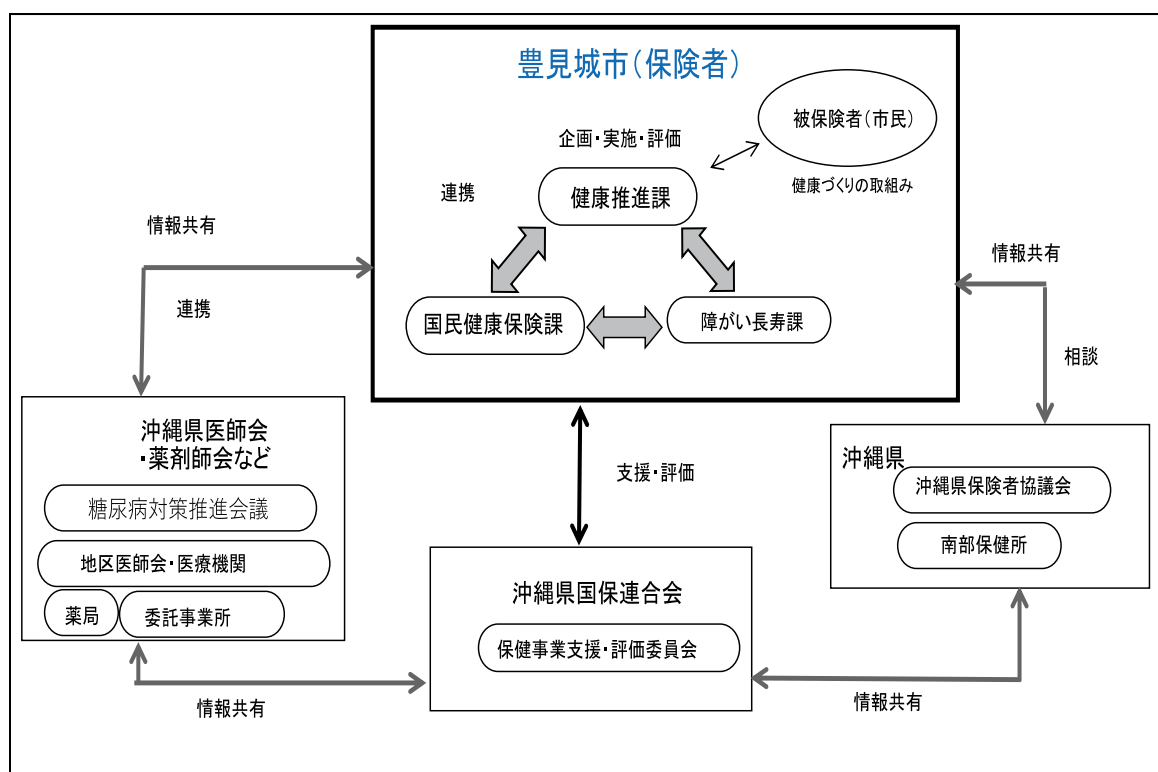 豊見城市(保険者)
被保険者(市民)
企画・実施・評価
健康づくりの取組み
連携
健康推進課
情報共有
情報共有
連携
国民健康保険課
障がい長寿課
相談
沖縄県医師会
・薬剤師会など
糖尿病対策推進会議
地区医師会・医療機関
薬局
委託事業所
支援・評価
沖縄県
沖縄県保険者協議会
南部保健所
沖縄県国保連合会
保健事業支援・評価委員会
情報共有
情報共有